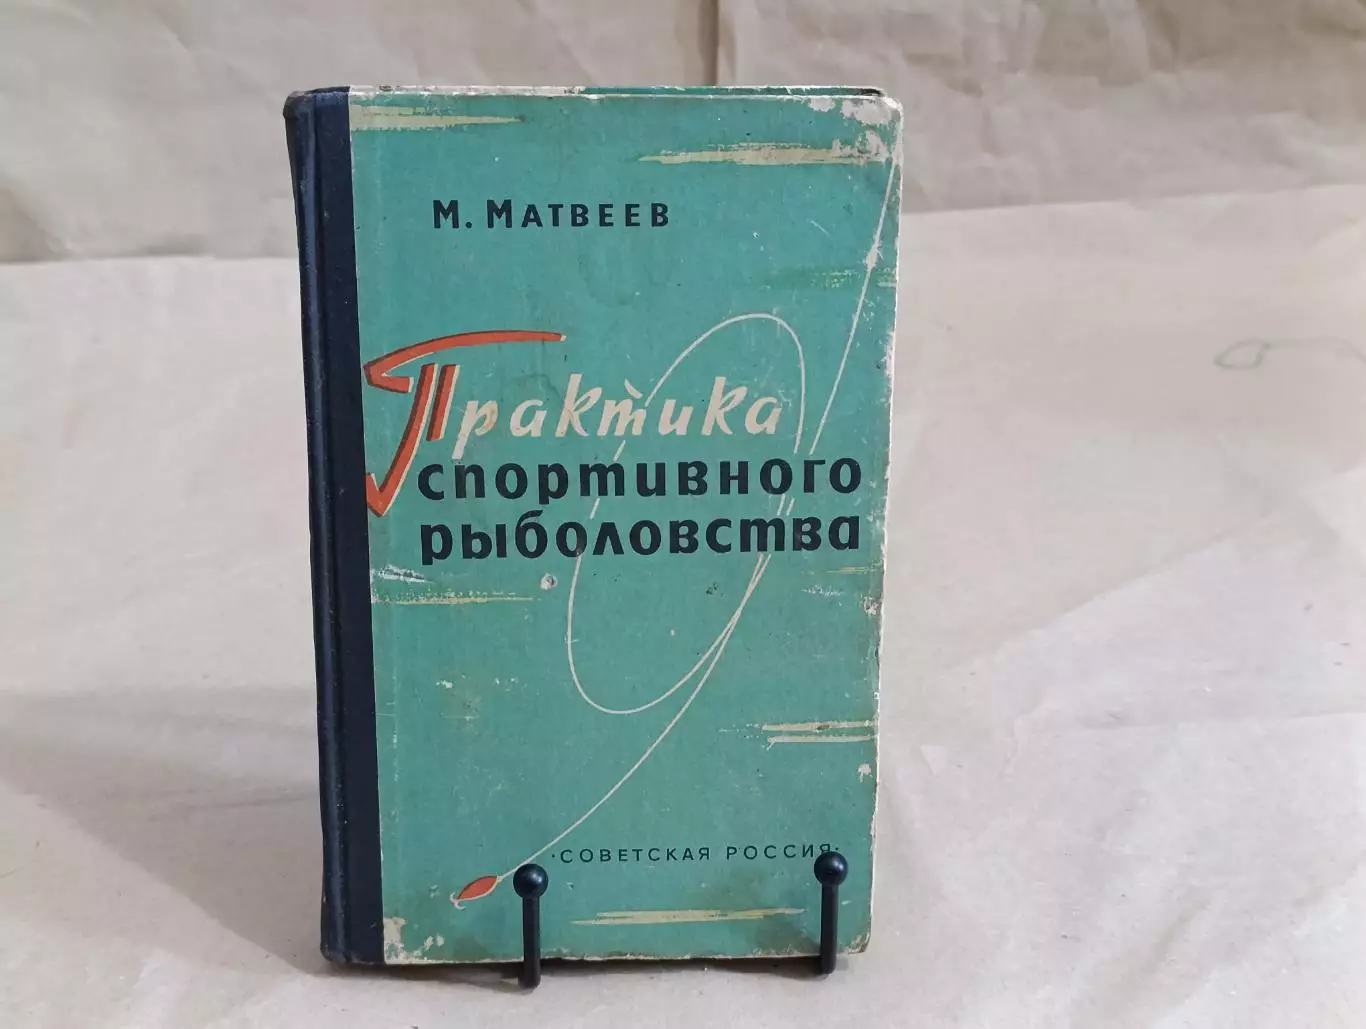 М. Матвеев
Практика
спортивного
рыболовства
·СОВЕТСКАЯ РОССИЯ·